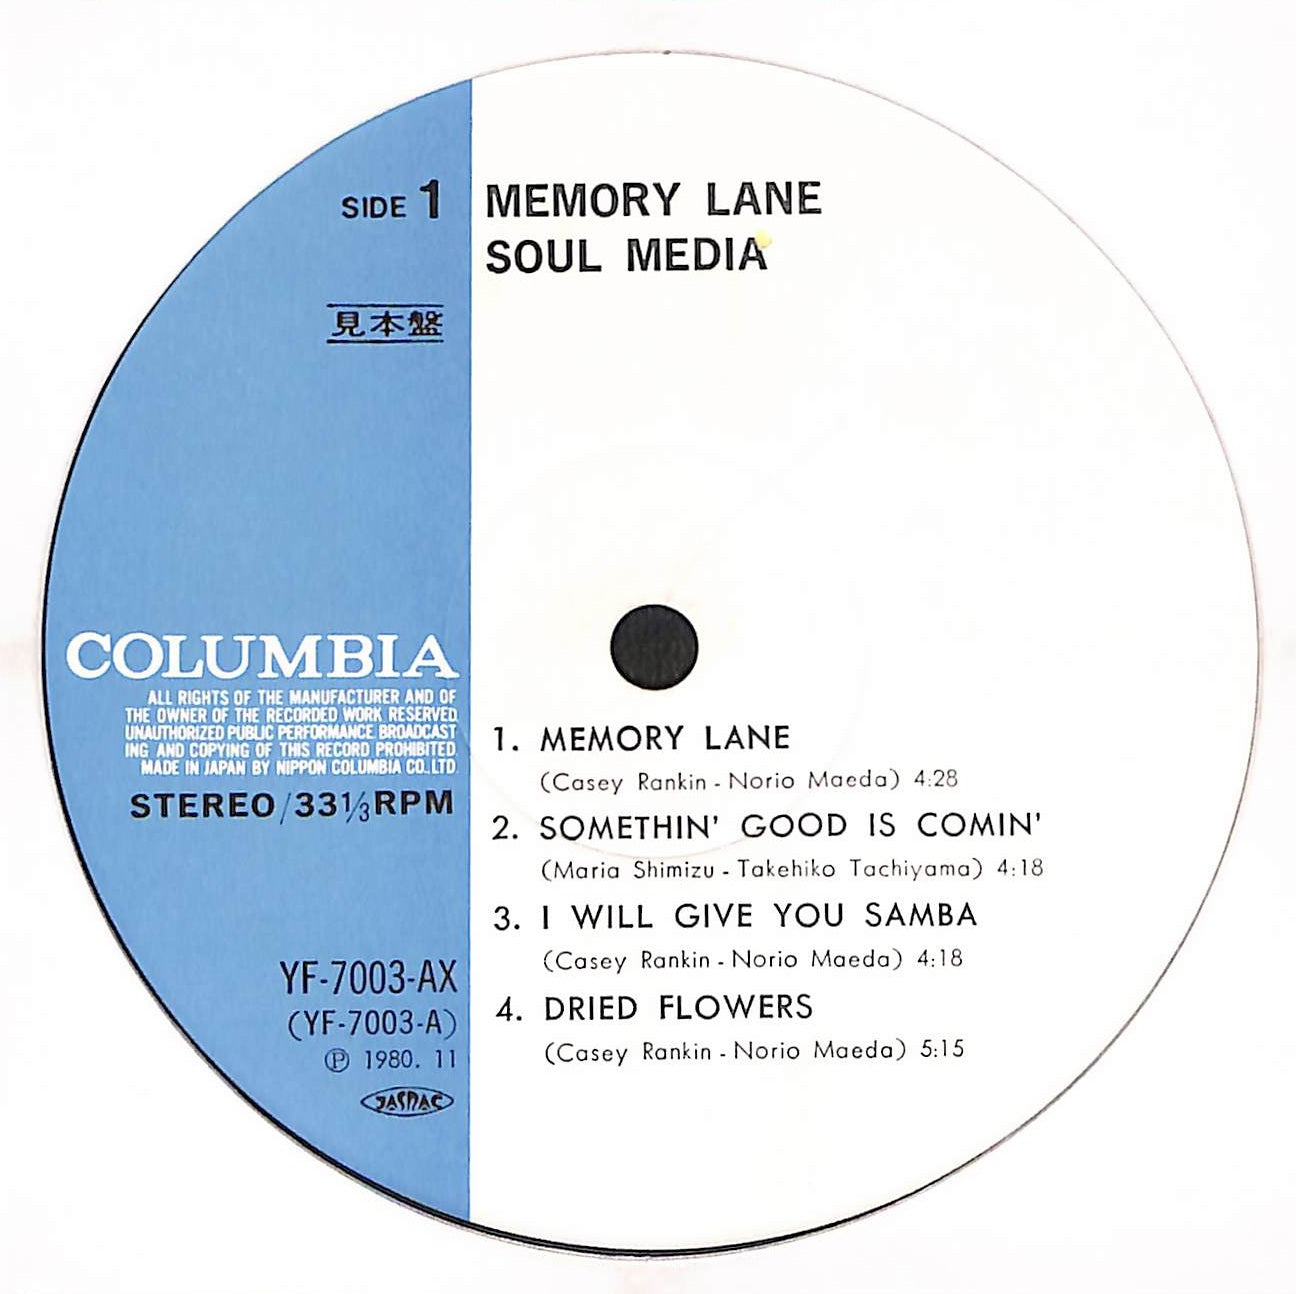 SIDE 1
見本盤
MEMORY LANE
SOUL MEDIA
COLUMBIA
ALL RIGHTS OF THE MANUFACTURER AND OF
THE OWNER OF THE RECORDED WORK RESERVED
UNAUTHORIZED PUBLIC PERFORMANCE BROADCAST
ING AND COPYING OF THIS RECORD PROHIBITED
MADE IN JAPAN BY NIPPON COLUMBIA CO., LTD
STEREO/33⅓RPM
YF-7003-AX
(YF-7003-A)
Ⓟ 1980. 11
JASRAC
1. MEMORY LANE
(Casey Rankin - Norio Maeda) 4:28
2. SOMETHIN' GOOD IS COMIN'
(Maria Shimizu - Takehiko Tachiyama) 4:18
3. I WILL GIVE YOU SAMBA
(Casey Rankin - Norio Maeda) 4:18
4. DRIED FLOWERS
(Casey Rankin - Norio Maeda) 5:15